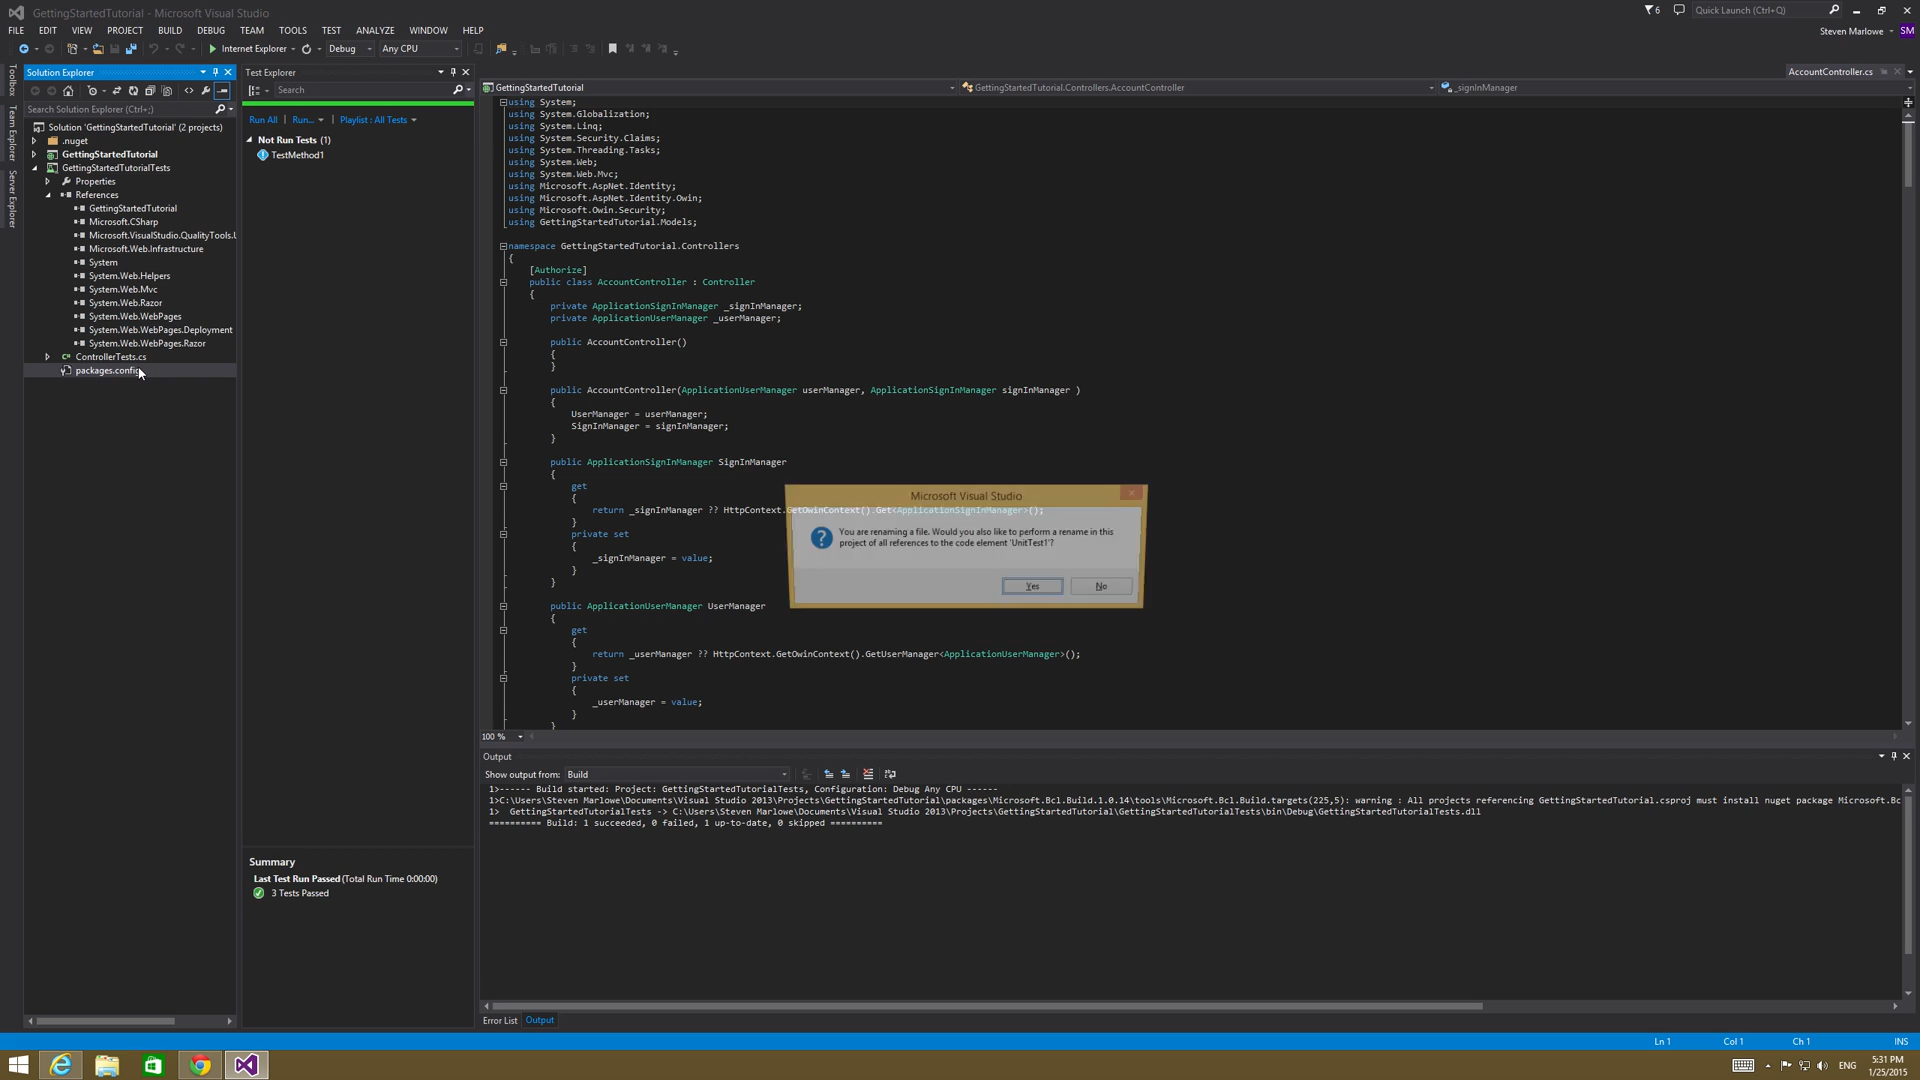 GettingStartedTutorial - Microsoft Visual Studio
6
Quick Launch (Ctrl+Q)
FILE EDIT VIEW PROJECT BUILD DEBUG TEAM TOOLS TEST ANALYZE WINDOW HELP
Steven Marlowe SM
Internet Explorer Debug Any CPU
Toolbox
Team Explorer
Server Explorer
Solution Explorer
Search Solution Explorer (Ctrl+;)
Solution 'GettingStartedTutorial' (2 projects)
.nuget
GettingStartedTutorial
GettingStartedTutorialTests
Properties
References
GettingStartedTutorial
Microsoft.CSharp
Microsoft.VisualStudio.QualityTools.U
Microsoft.Web.Infrastructure
System
System.Web.Helpers
System.Web.Mvc
System.Web.Razor
System.Web.WebPages
System.Web.WebPages.Deployment
System.Web.WebPages.Razor
C# ControllerTests.cs
packages.config
Test Explorer
Search
Run All Run... Playlist : All Tests
Not Run Tests (1)
TestMethod1
Summary
Last Test Run Passed (Total Run Time 0:00:00)
3 Tests Passed
AccountController.cs
GettingStartedTutorial GettingStartedTutorial.Controllers.AccountController _signInManager
using System;
using System.Globalization;
using System.Linq;
using System.Security.Claims;
using System.Threading.Tasks;
using System.Web;
using System.Web.Mvc;
using Microsoft.AspNet.Identity;
using Microsoft.AspNet.Identity.Owin;
using Microsoft.Owin.Security;
using GettingStartedTutorial.Models;
namespace GettingStartedTutorial.Controllers
{
[Authorize]
public class AccountController : Controller
{
private ApplicationSignInManager _signInManager;
private ApplicationUserManager _userManager;
public AccountController()
{
}
public AccountController(ApplicationUserManager userManager, ApplicationSignInManager signInManager )
{
UserManager = userManager;
SignInManager = signInManager;
}
public ApplicationSignInManager SignInManager
{
get
{
return _signInManager ?? HttpContext.GetOwinContext().Get<ApplicationSignInManager>();
}
private set
{
_signInManager = value;
}
}
public ApplicationUserManager UserManager
{
get
{
return _userManager ?? HttpContext.GetOwinContext().GetUserManager<ApplicationUserManager>();
}
private set
{
_userManager = value;
}
}
Microsoft Visual Studio
You are renaming a file. Would you also like to perform a rename in this
project of all references to the code element 'UnitTest1'?
Yes No
100 %
Output
Show output from: Build
1>------ Build started: Project: GettingStartedTutorialTests, Configuration: Debug Any CPU ------
1>C:\Users\Steven Marlowe\Documents\Visual Studio 2013\Projects\GettingStartedTutorial\packages\Microsoft.Bcl.Build.1.0.14\tools\Microsoft.Bcl.Build.targets(225,5): warning : All projects referencing GettingStartedTutorial.csproj must install nuget package Microsoft.Bc
1> GettingStartedTutorialTests -> C:\Users\Steven Marlowe\Documents\Visual Studio 2013\Projects\GettingStartedTutorial\GettingStartedTutorialTests\bin\Debug\GettingStartedTutorialTests.dll
========== Build: 1 succeeded, 0 failed, 1 up-to-date, 0 skipped ==========
Error List Output
Ln 1 Col 1 Ch 1 INS
ENG
5:31 PM
1/25/2015